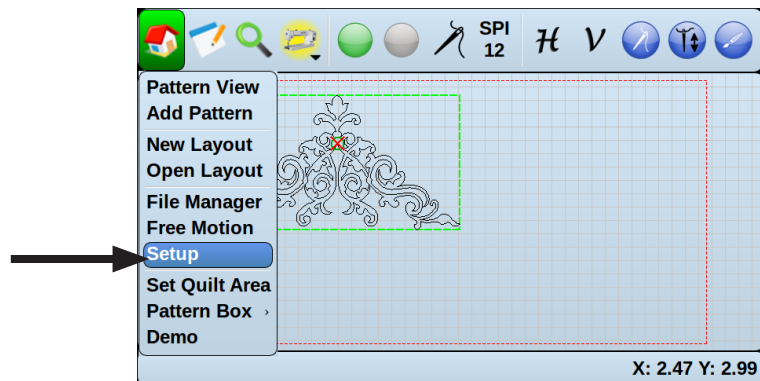 SPI
12
H V
Pattern View
Add Pattern
New Layout
Open Layout
File Manager
Free Motion
Setup
Set Quilt Area
Pattern Box ›
Demo
X: 2.47 Y: 2.99